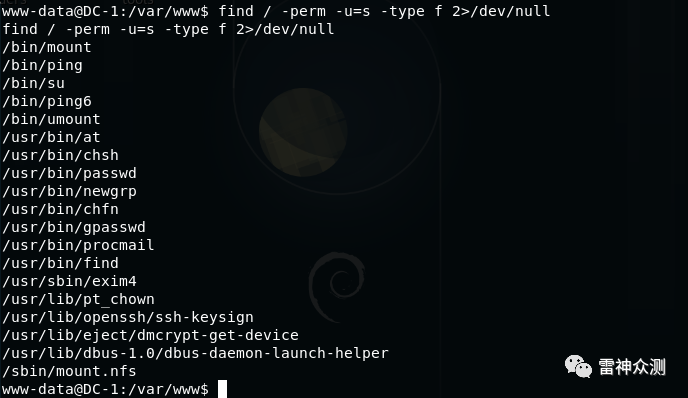 www-data@DC-1:/var/www$ find / -perm -u=s -type f 2>/dev/null
find / -perm -u=s -type f 2>/dev/null
/bin/mount
/bin/ping
/bin/su
/bin/ping6
/bin/umount
/usr/bin/at
/usr/bin/chsh
/usr/bin/passwd
/usr/bin/newgrp
/usr/bin/chfn
/usr/bin/gpasswd
/usr/bin/procmail
/usr/bin/find
/usr/sbin/exim4
/usr/lib/pt_chown
/usr/lib/openssh/ssh-keysign
/usr/lib/eject/dmcrypt-get-device
/usr/lib/dbus-1.0/dbus-daemon-launch-helper
/sbin/mount.nfs
www-data@DC-1:/var/www$
雷神众测